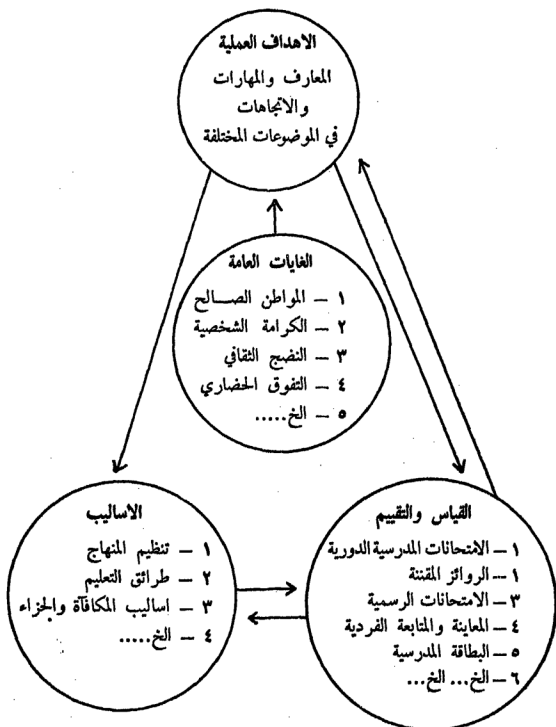 الاهداف العملية
المعارف والمهارات
والاتجاهات
في الموضوعات المختلفة
الغايات العامة
١ – المواطن الصــالح
٢ – الكرامة الشخصية
٣ – النضج الثقافي
٤ – التفوق الحضاري
٥ – الخ.....
القياس والتقييم
١ – الامتحانات المدرسية الدورية
١ – الروائز المقننة
٣ – الامتحانات الرسمية
٤ – المعاينة والمتابعة الفردية
٥ – البطاقة المدرسية
٦ – الخ... الخ...
الاساليب
١ – تنظيم المنهاج
٢ – طرائق التعليم
٣ – اساليب المكافآة والجزاء
٤ – الخ.....